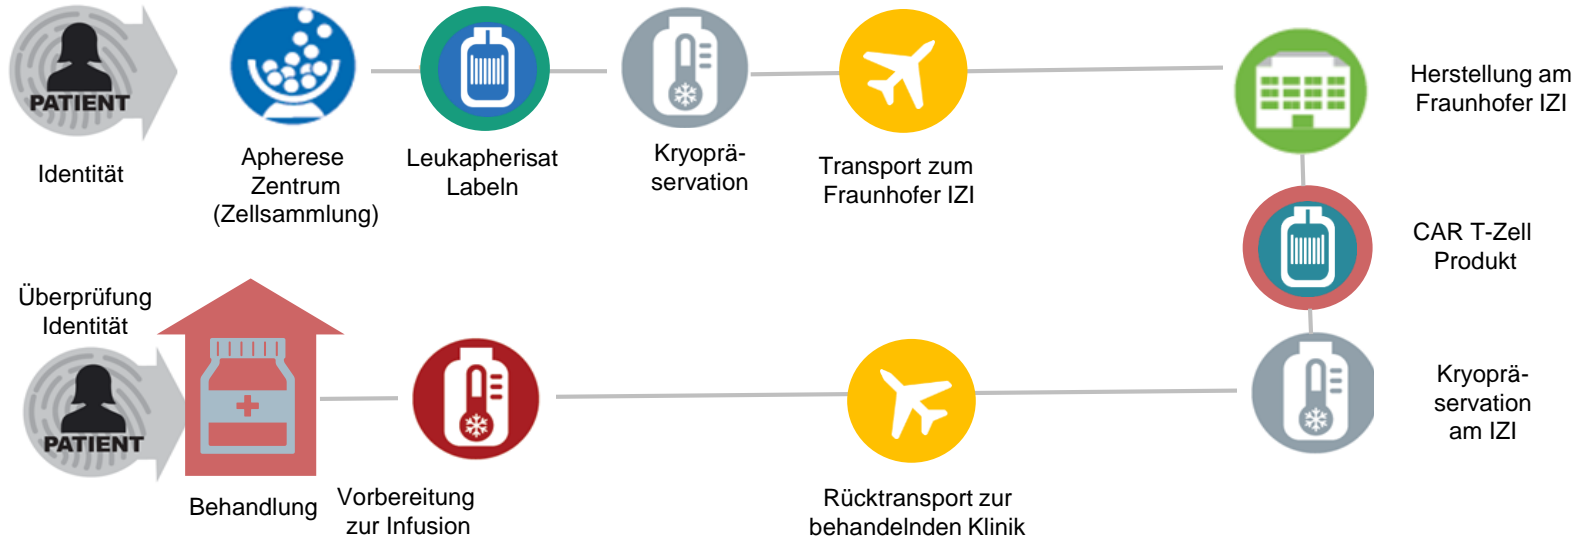 PATIENT
Identität
Apherese
Zentrum
(Zellsammlung)
Leukapherisat
Labeln
Kryoprä-
servation
Transport zum
Fraunhofer IZI
Herstellung am
Fraunhofer IZI
CAR T-Zell
Produkt
Kryoprä-
servation
am IZI
Rücktransport zur
behandelnden Klinik
Vorbereitung
zur Infusion
Behandlung
Überprüfung
Identität
PATIENT